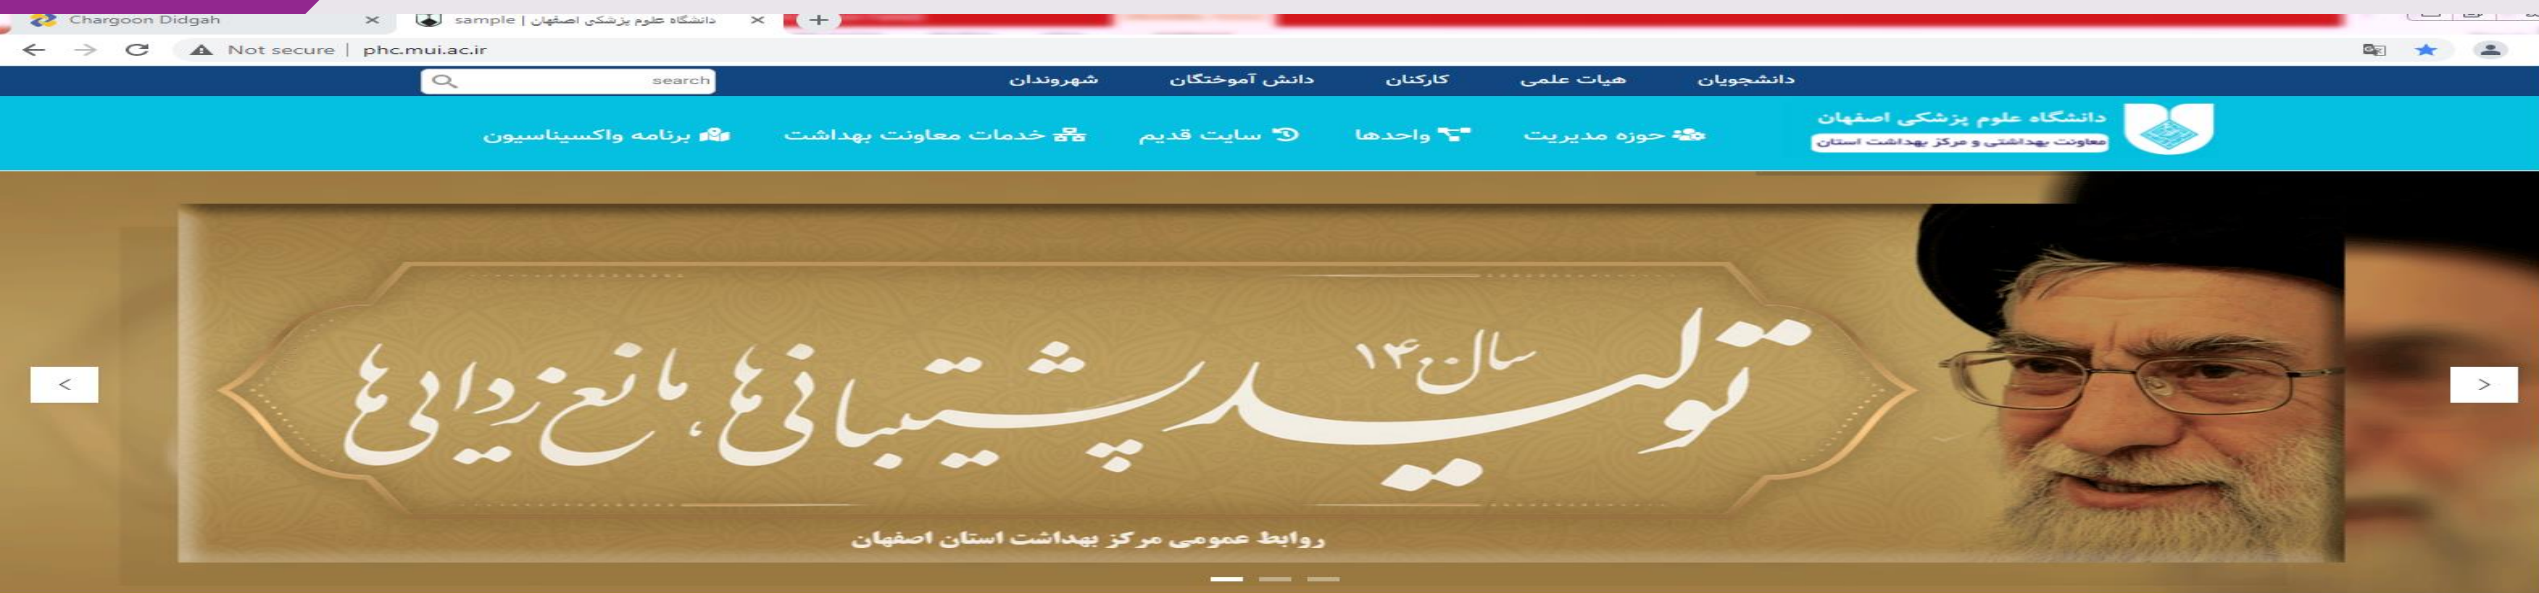 Chargoon Didgah
دانشگاه علوم پزشکی اصفهان | sample
Not secure | phc.mui.ac.ir
دانشجویان هیات علمی کارکنان دانش آموختگان شهروندان search
دانشگاه علوم پزشکی اصفهان
معاونت بهداشتی و مرکز بهداشت استان
حوزه مدیریت واحدها سایت قدیم خدمات معاونت بهداشت برنامه واکسیناسیون
سال ۱۴۰۰
تولید پشتیبانی ها، مانع زدایی ها
روابط عمومی مرکز بهداشت استان اصفهان